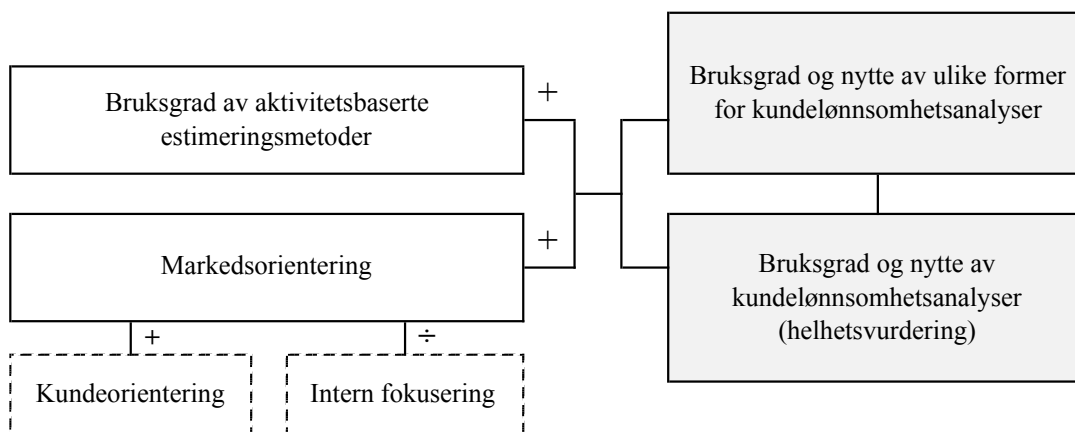 Bruksgrad av aktivitetsbaserte
estimeringsmetoder
+
Markedsorientering
+
+
÷
Kundeorientering
Intern fokusering
Bruksgrad og nytte av ulike former
for kundelønnsomhetsanalyser
Bruksgrad og nytte av
kundelønnsomhetsanalyser
(helhetsvurdering)